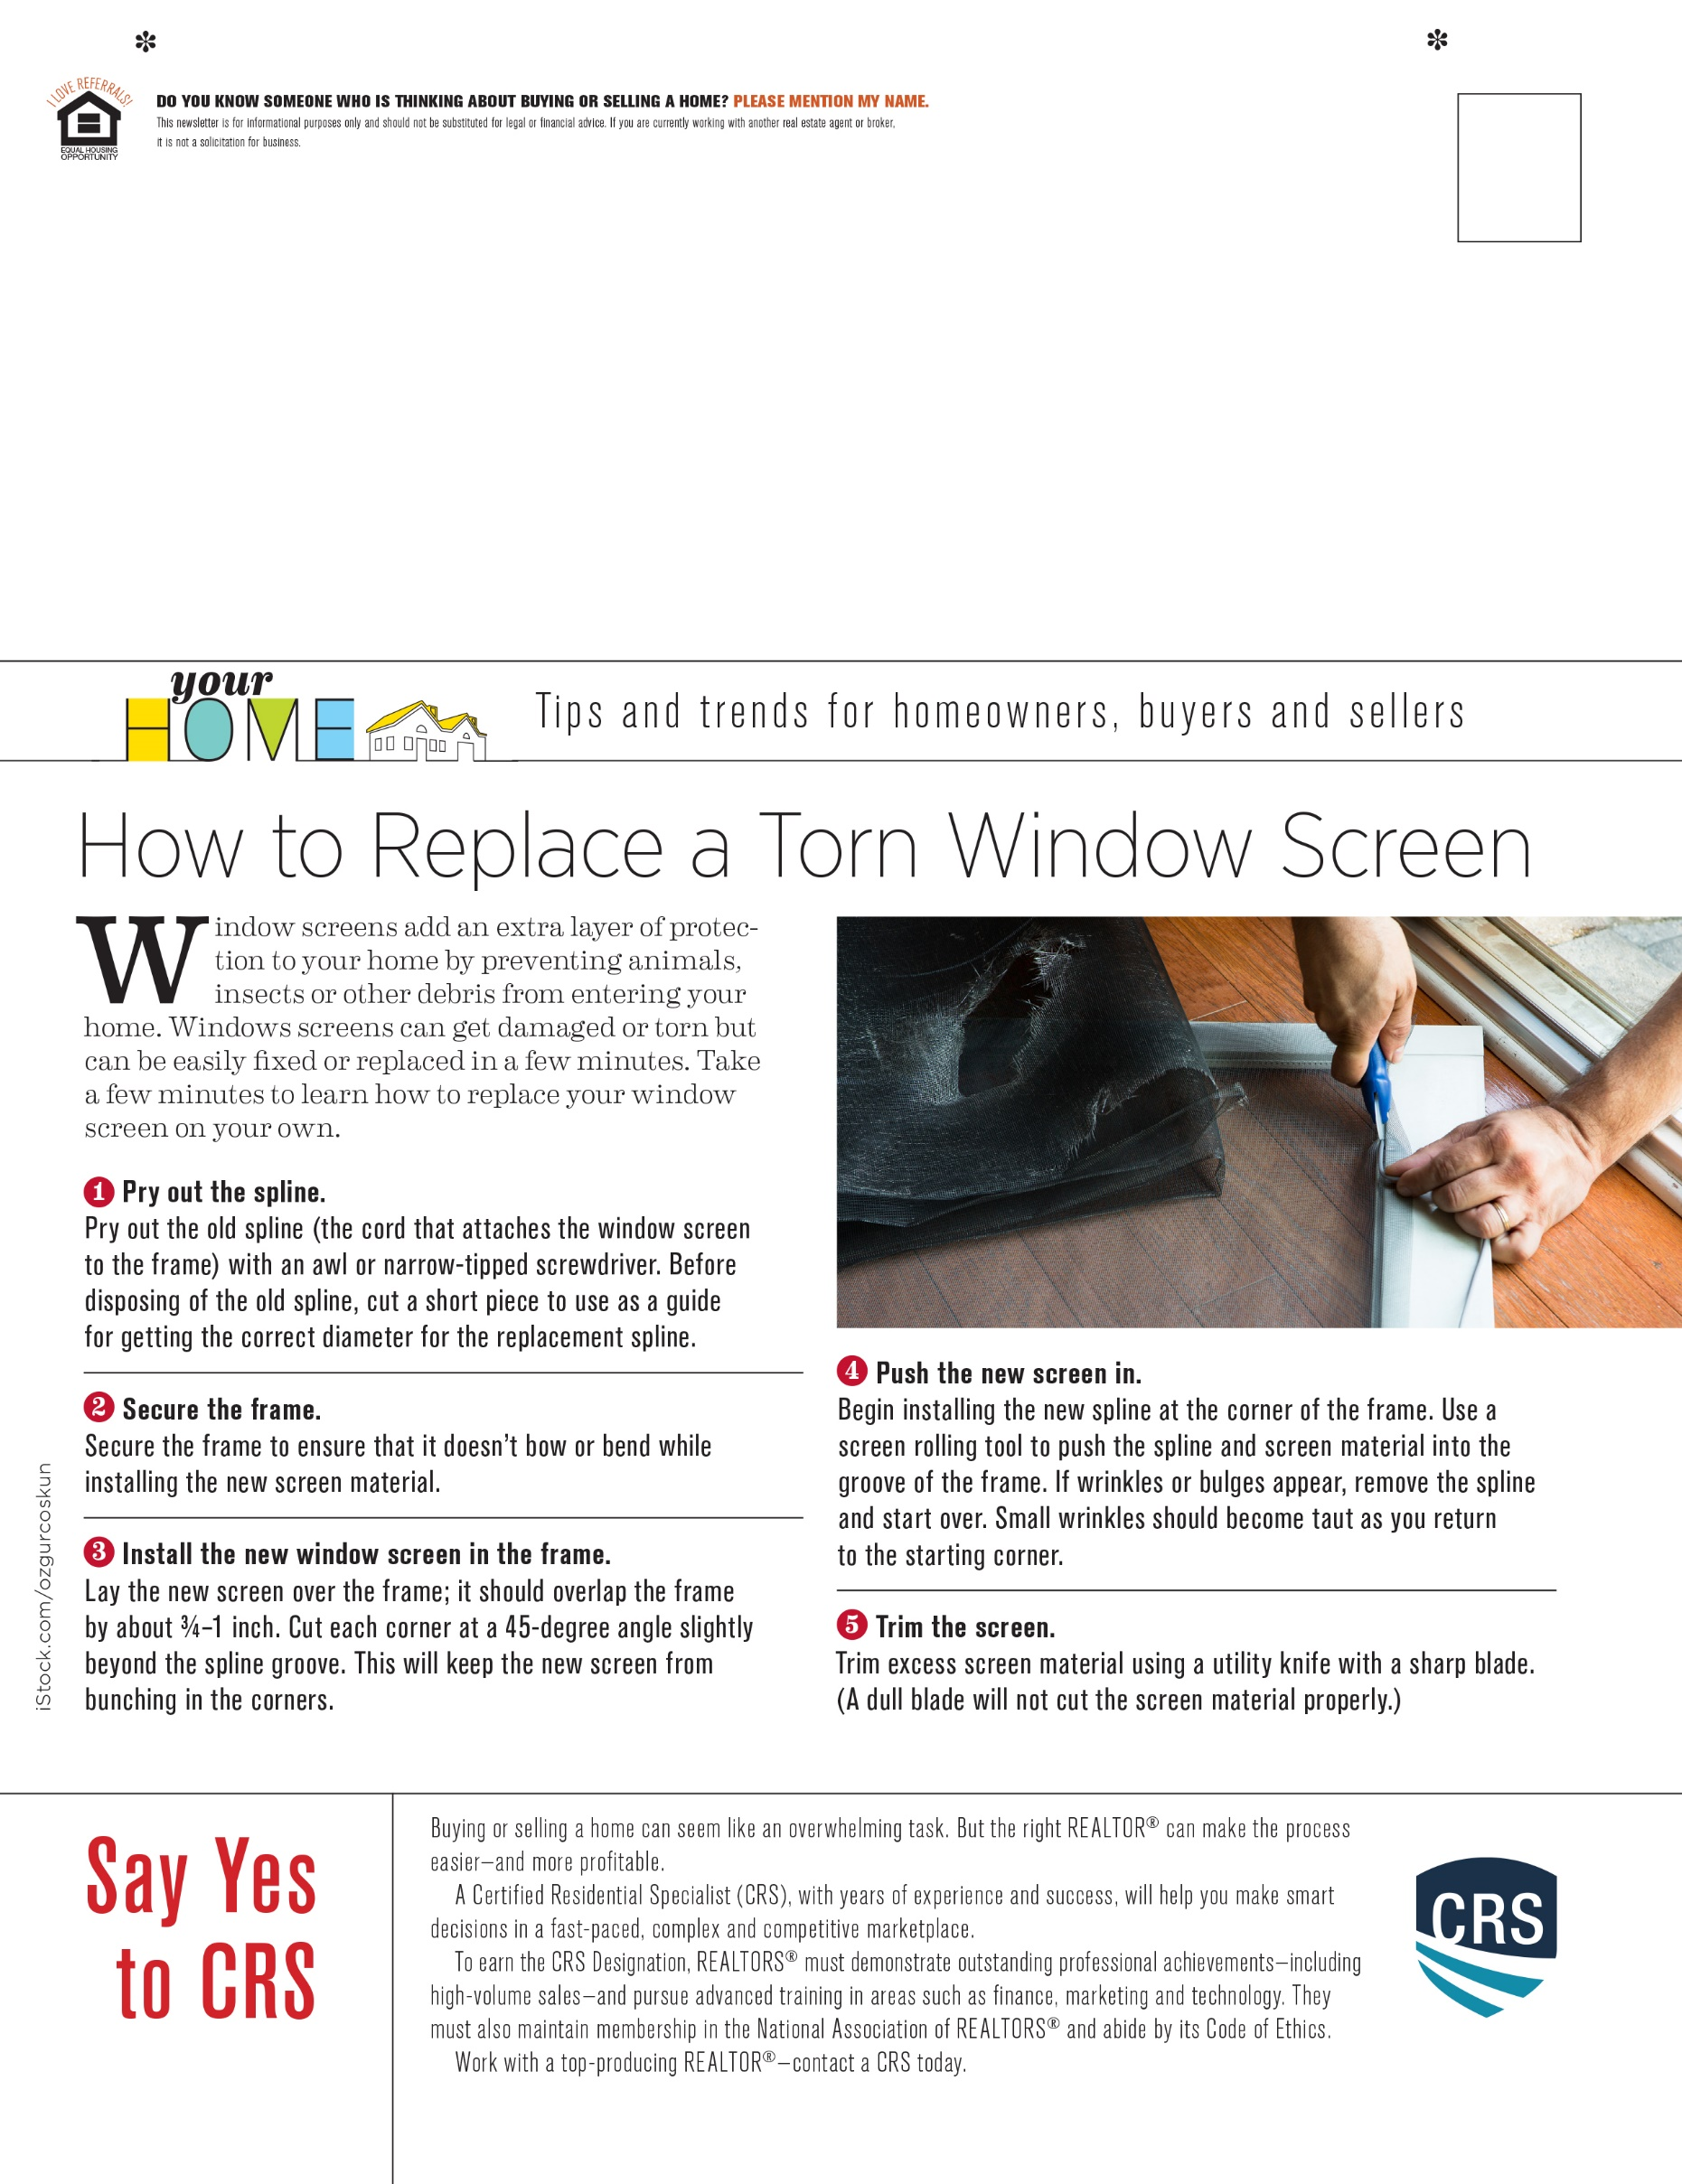 *
*
I LOVE REFERRALS!
EQUAL HOUSING
OPPORTUNITY
DO YOU KNOW SOMEONE WHO IS THINKING ABOUT BUYING OR SELLING A HOME? PLEASE MENTION MY NAME.
This newsletter is for informational purposes only and should not be substituted for legal or financial advice. If you are currently working with another real estate agent or broker,
it is not a solicitation for business.
your
HOME
Tips and trends for homeowners, buyers and sellers
How to Replace a Torn Window Screen
Window screens add an extra layer of protec-
tion to your home by preventing animals,
insects or other debris from entering your
home. Windows screens can get damaged or torn but
can be easily fixed or replaced in a few minutes. Take
a few minutes to learn how to replace your window
screen on your own.
1 Pry out the spline.
Pry out the old spline (the cord that attaches the window screen
to the frame) with an awl or narrow-tipped screwdriver. Before
disposing of the old spline, cut a short piece to use as a guide
for getting the correct diameter for the replacement spline.
2 Secure the frame.
Secure the frame to ensure that it doesn’t bow or bend while
installing the new screen material.
3 Install the new window screen in the frame.
Lay the new screen over the frame; it should overlap the frame
by about ¾–1 inch. Cut each corner at a 45-degree angle slightly
beyond the spline groove. This will keep the new screen from
bunching in the corners.
iStock.com/ozgurcoskun
4 Push the new screen in.
Begin installing the new spline at the corner of the frame. Use a
screen rolling tool to push the spline and screen material into the
groove of the frame. If wrinkles or bulges appear, remove the spline
and start over. Small wrinkles should become taut as you return
to the starting corner.
5 Trim the screen.
Trim excess screen material using a utility knife with a sharp blade.
(A dull blade will not cut the screen material properly.)
Say Yes
to CRS
Buying or selling a home can seem like an overwhelming task. But the right REALTOR® can make the process
easier—and more profitable.
A Certified Residential Specialist (CRS), with years of experience and success, will help you make smart
decisions in a fast-paced, complex and competitive marketplace.
To earn the CRS Designation, REALTORS® must demonstrate outstanding professional achievements—including
high-volume sales—and pursue advanced training in areas such as finance, marketing and technology. They
must also maintain membership in the National Association of REALTORS® and abide by its Code of Ethics.
Work with a top-producing REALTOR®—contact a CRS today.
CRS